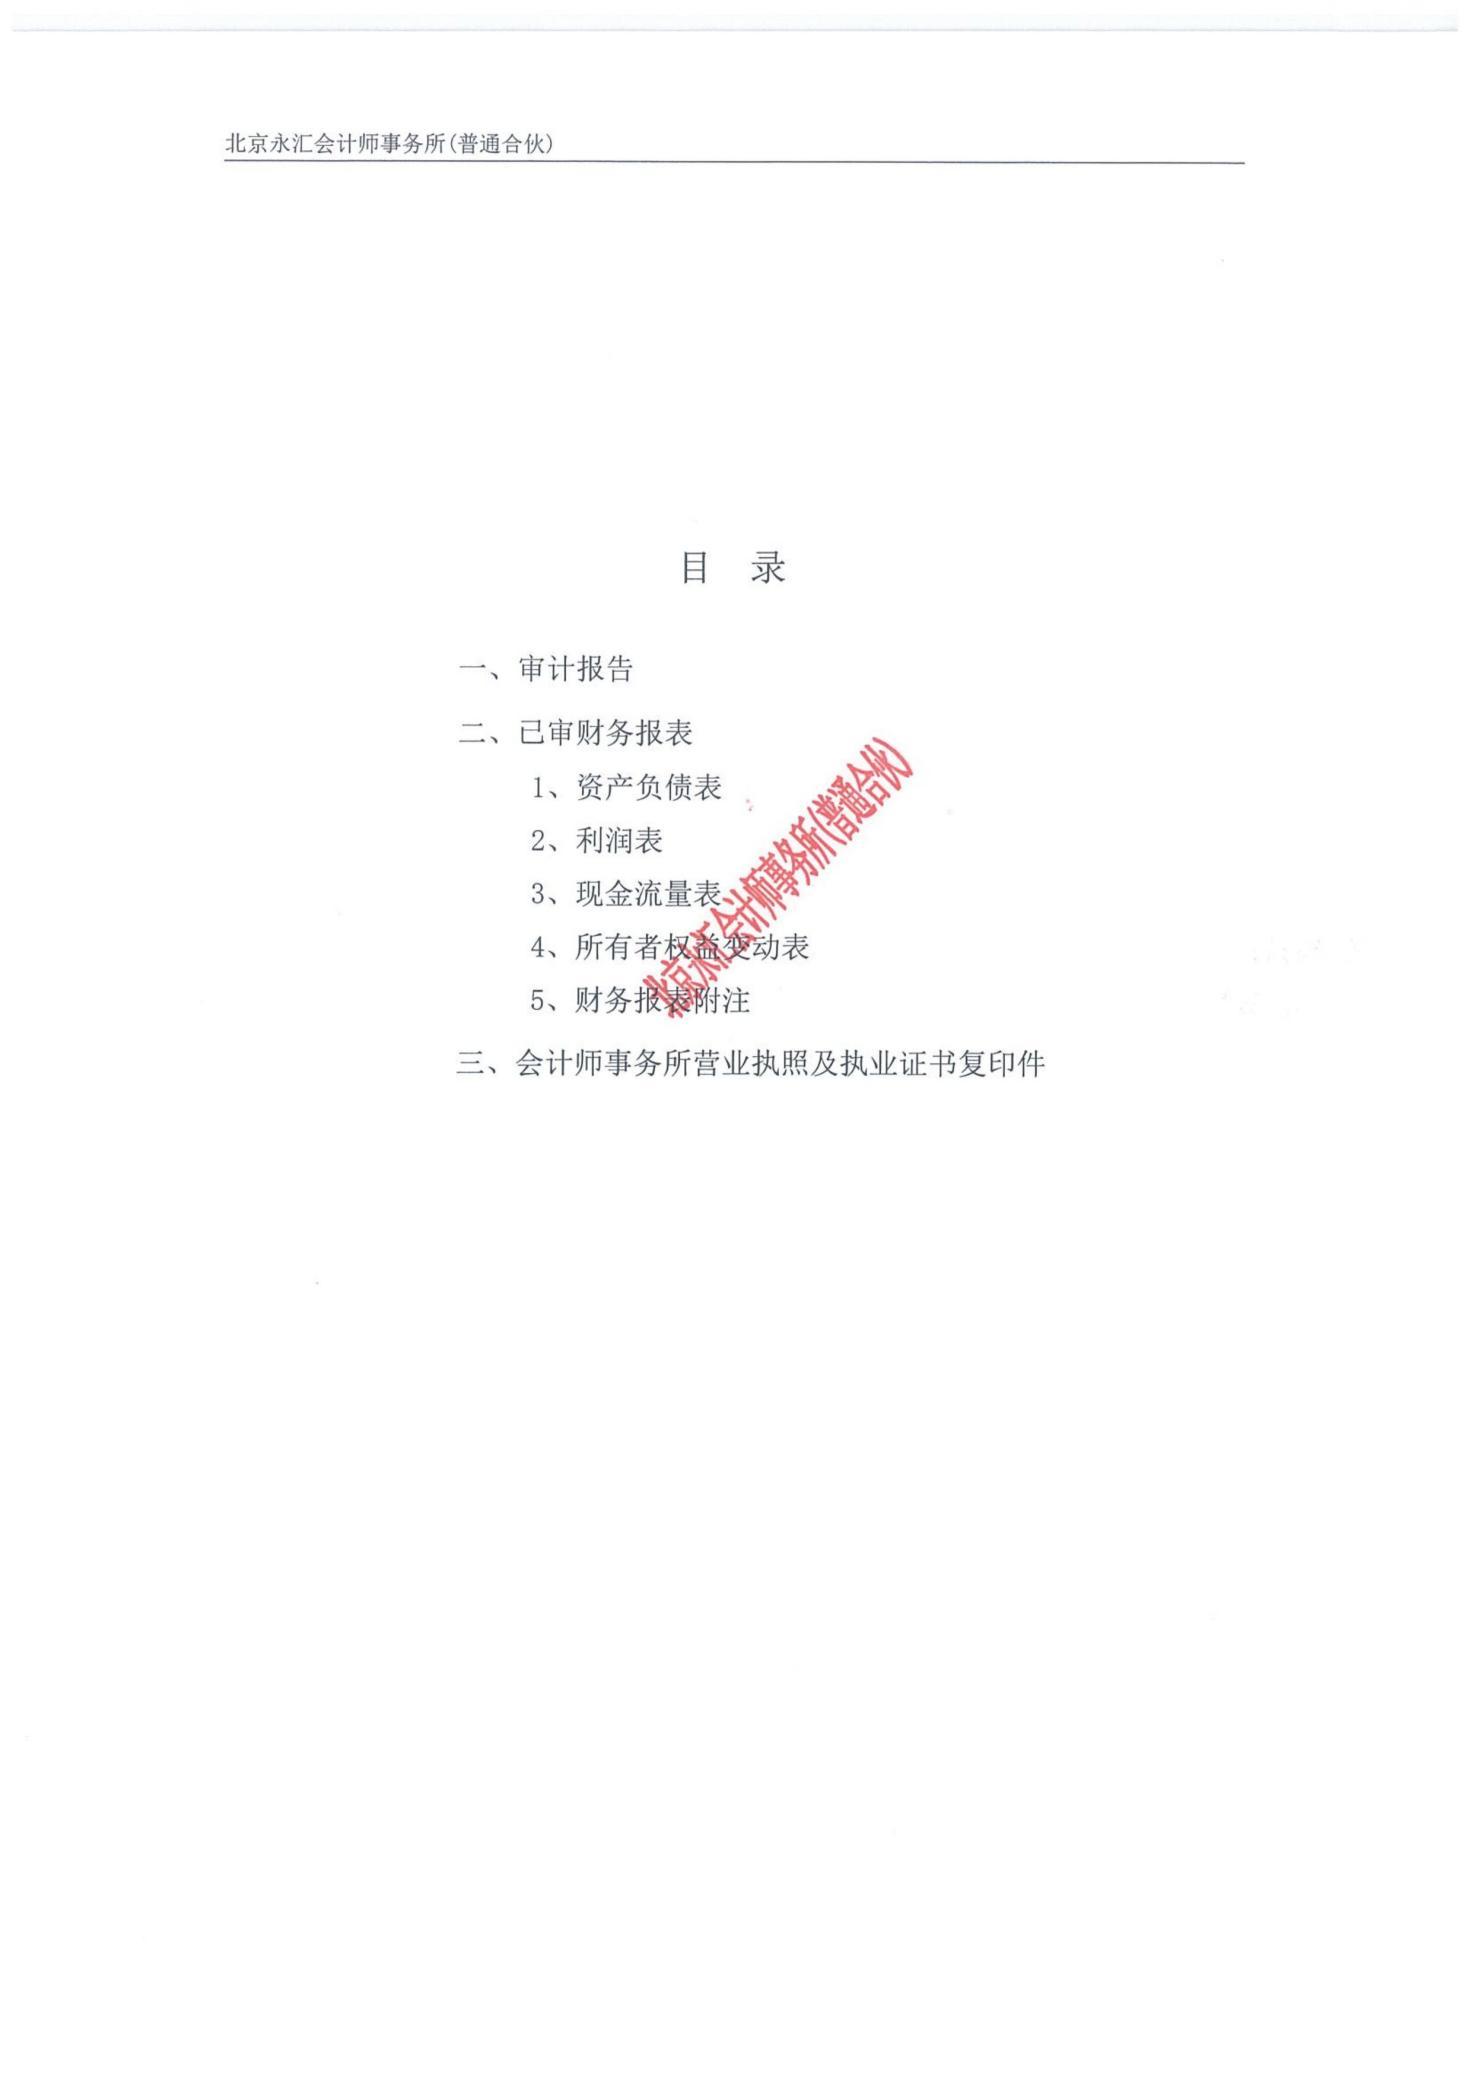 北京永汇会计师事务所(普通合伙)
目 录
一、审计报告
二、已审财务报表
1、资产负债表
2、利润表
3、现金流量表
4、所有者权益变动表
5、财务报表附注
北京永汇会计师事务所(普通合伙)
三、会计师事务所营业执照及执业证书复印件